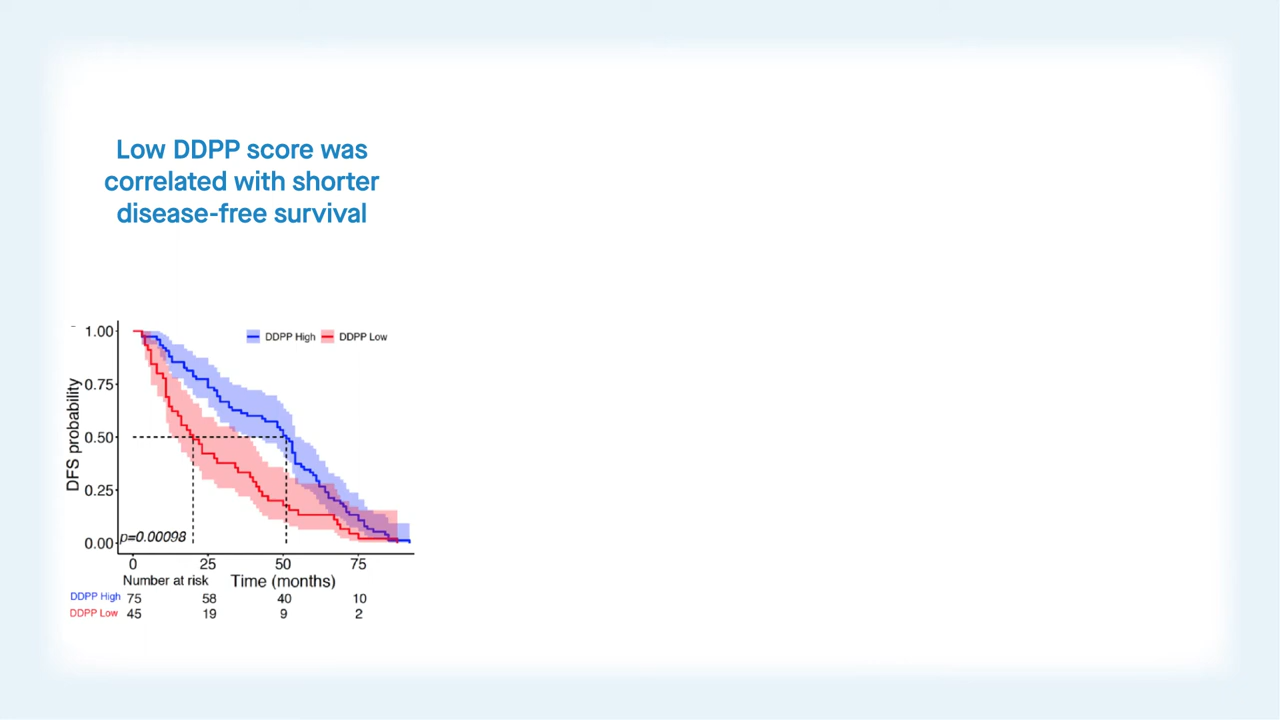 Low DDPP score was
correlated with shorter
disease-free survival
DDPP High DDPP Low
1.00
0.75
0.50
0.25
0.00
DFS probability
p=0.00098
0 25 50 75
Number at risk Time (months)
DDPP High 75 58 40 10
DDPP Low 45 19 9 2